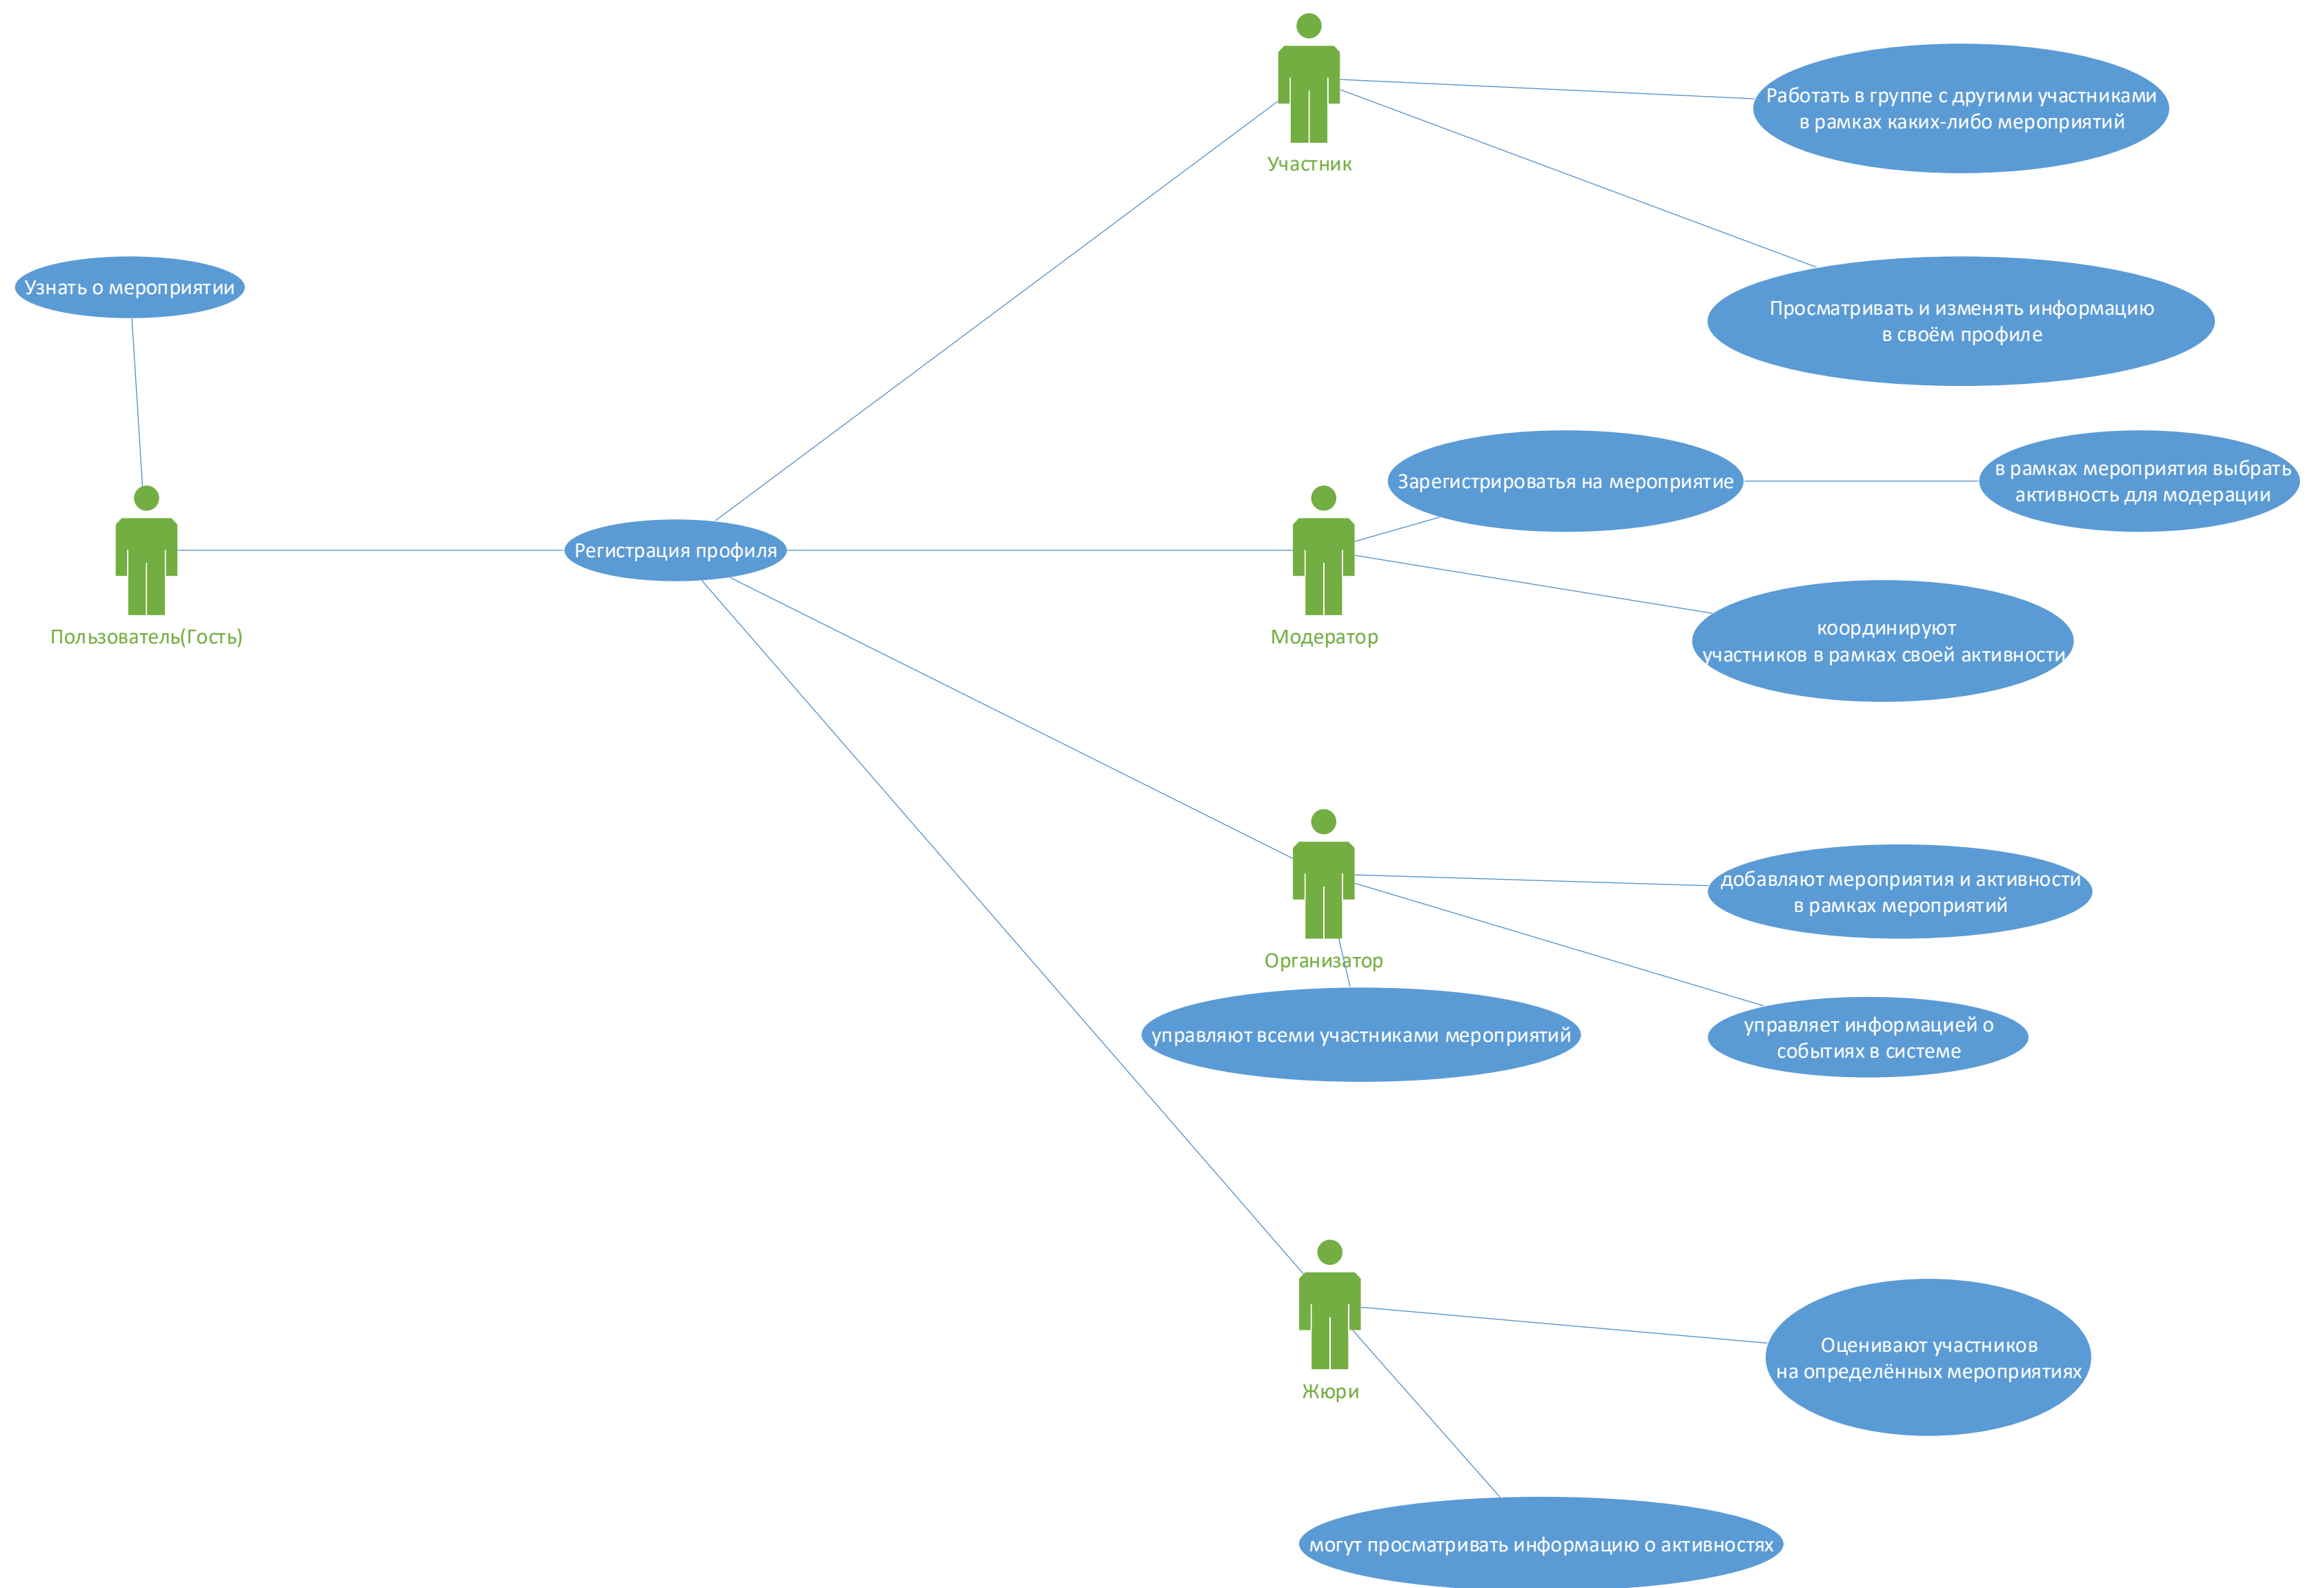 Участник
Работать в группе с другими участниками
в рамках каких-либо мероприятий
Узнать о мероприятии
Просматривать и изменять информацию
в своём профиле
Зарегистрироватья на мероприятие
в рамках мероприятия выбрать
активность для модерации
Регистрация профиля
Пользователь(Гость)
Модератор
координируют
участников в рамках своей активности
добавляют мероприятия и активности
в рамках мероприятий
Организатор
управляют всеми участниками мероприятий
управляет информацией о
событиях в системе
Оценивают участников
на определённых мероприятиях
Жюри
могут просматривать информацию о активностях